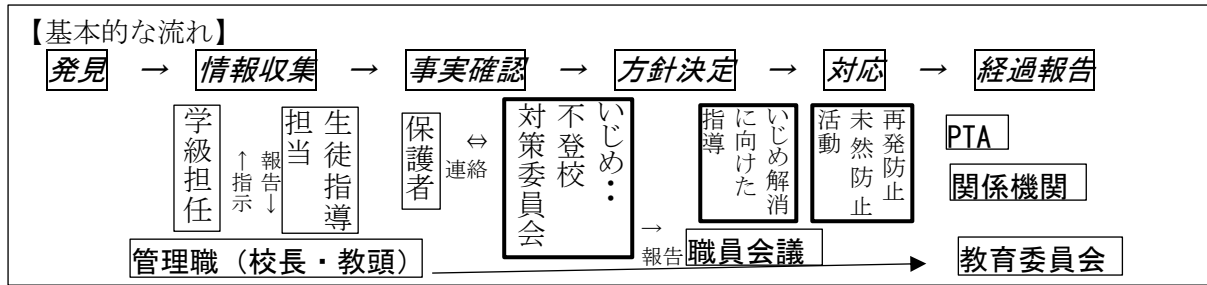 【基本的な流れ】
発見 → 情報収集 → 事実確認 → 方針決定 → 対応 → 経過報告
学級担任
↑指示
報告↓
生徒指導
担当
保護者
⇔
連絡
いじめ・・
不登校
対策委員会
いじめ解消
に向けた
指導
再発防止
未然防止
活動
PTA
関係機関
管理職（校長・教頭）
→
報告
職員会議
教育委員会